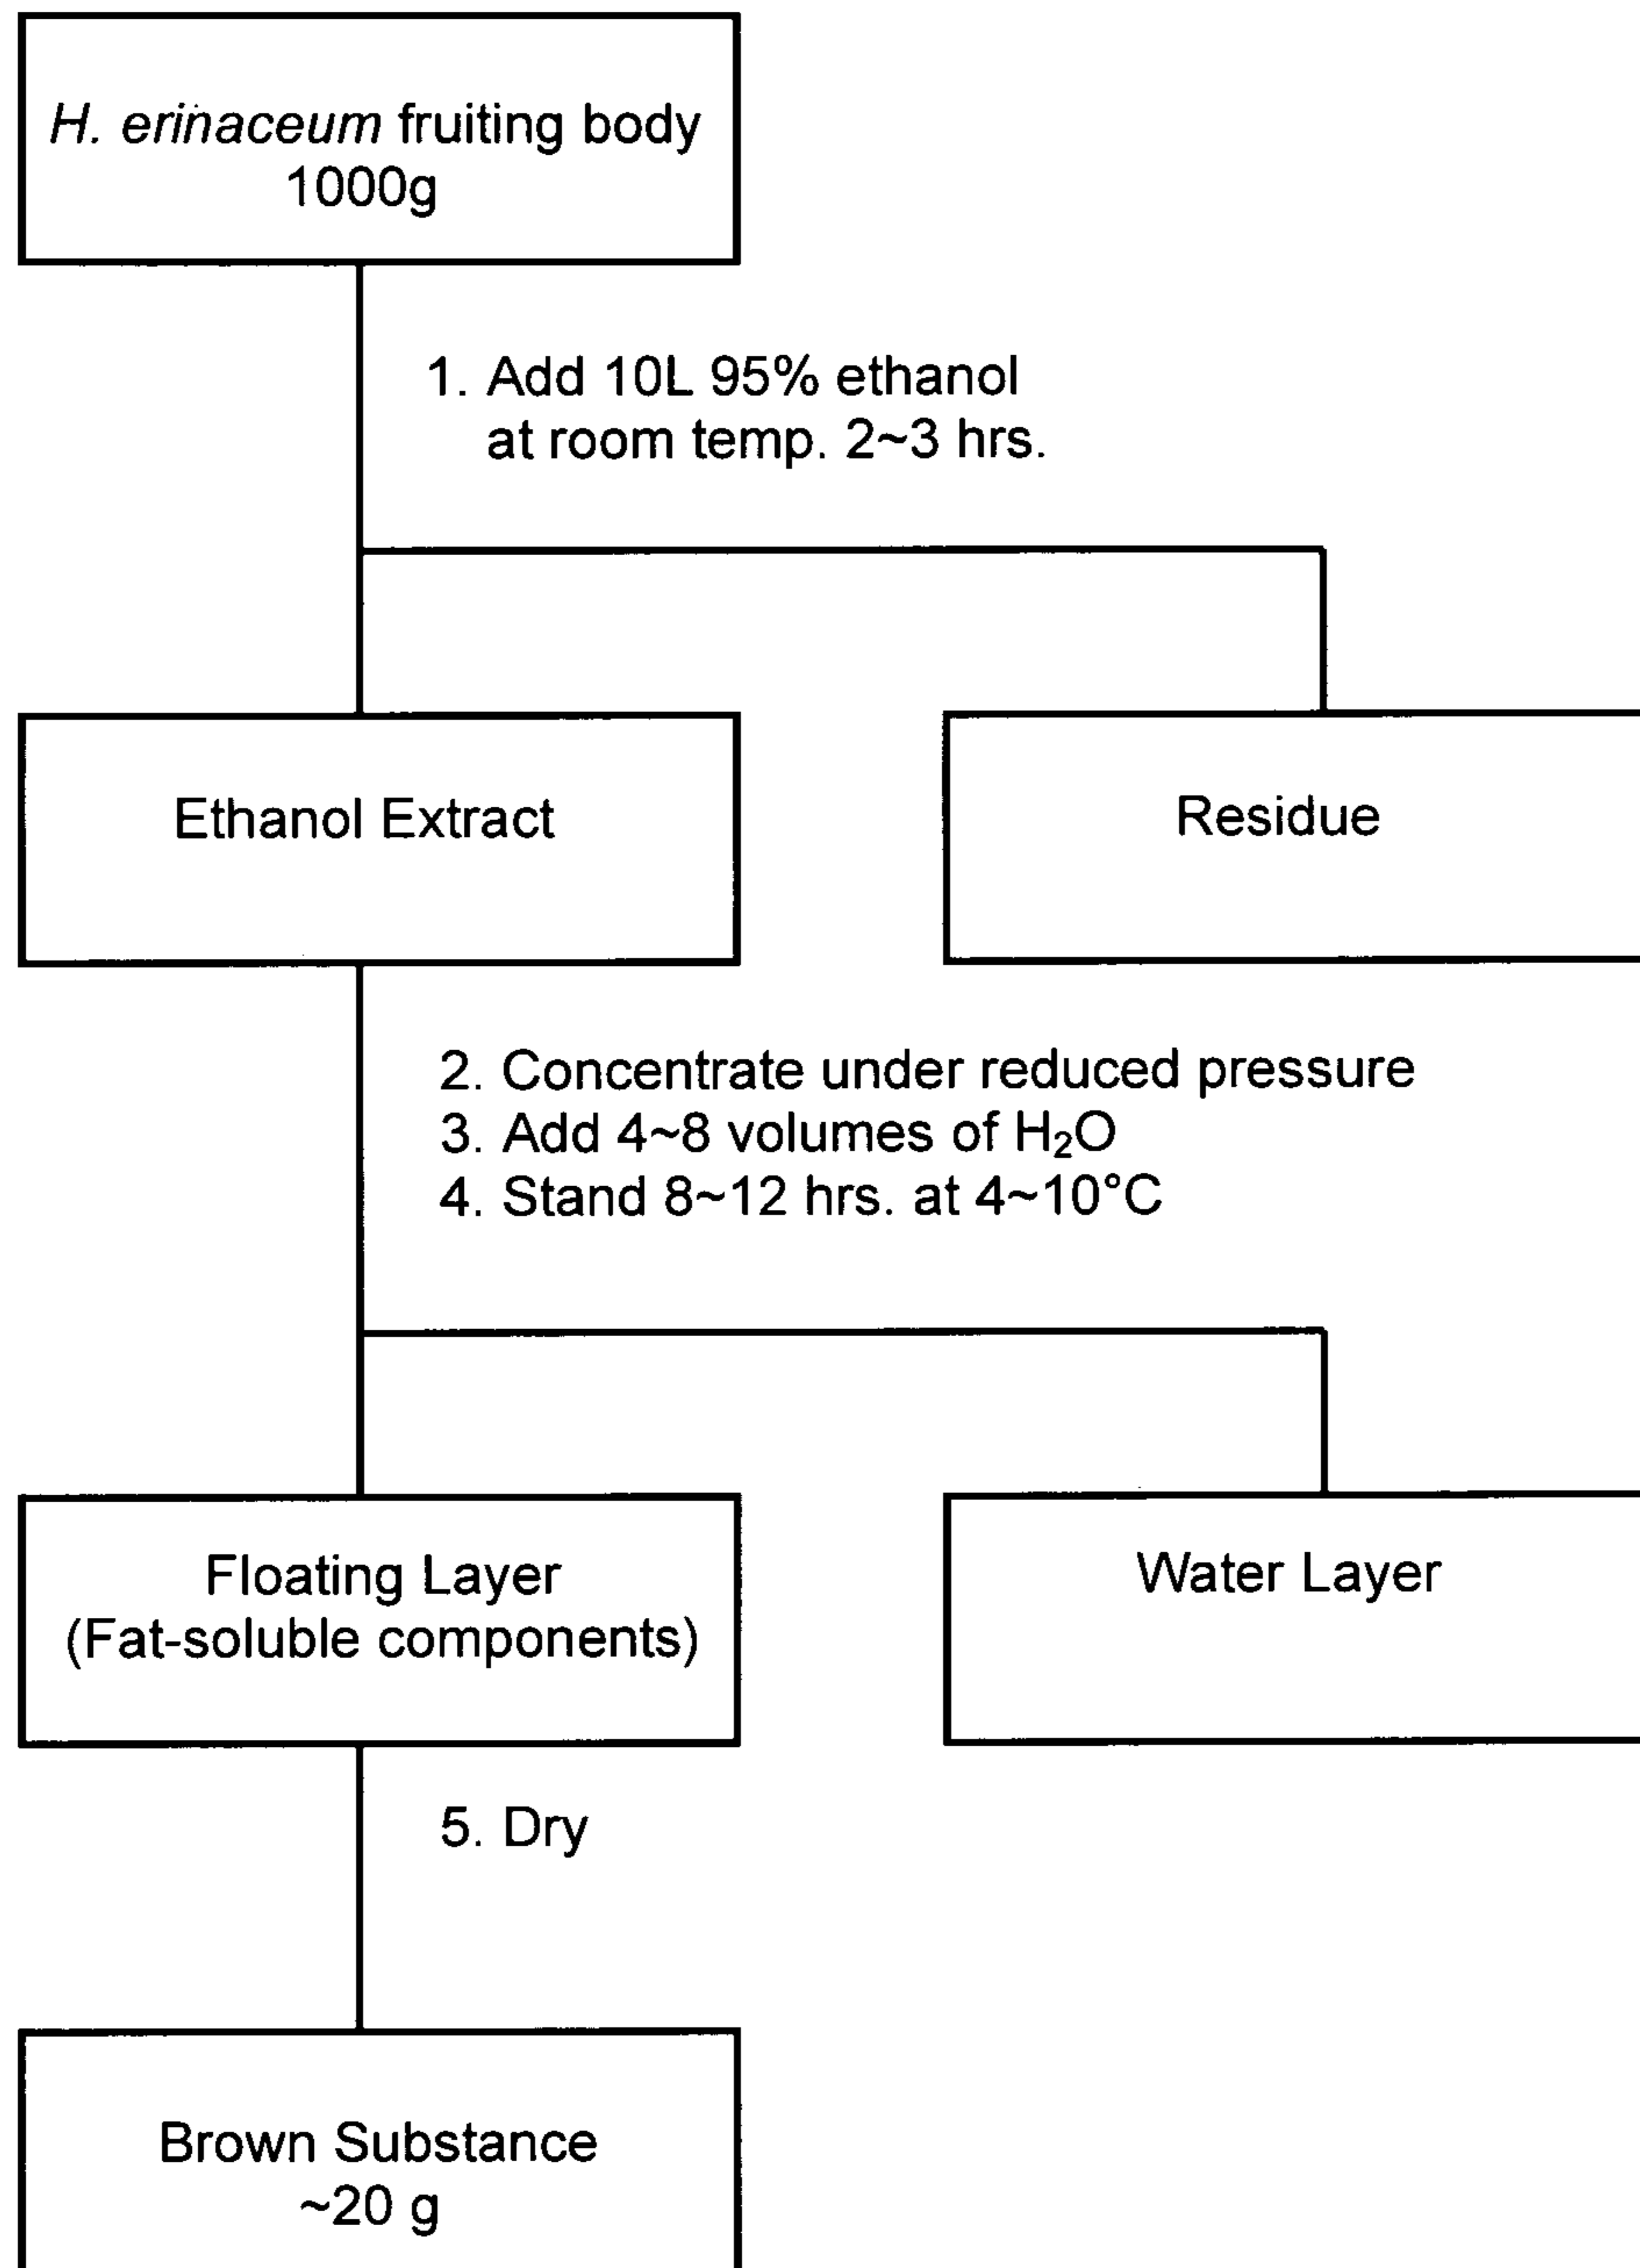 H. erinaceum fruiting body
1000g
1. Add 10L 95% ethanol
at room temp. 2~3 hrs.
Ethanol Extract
Residue
2. Concentrate under reduced pressure
3. Add 4~8 volumes of H₂O
4. Stand 8~12 hrs. at 4~10°C
Floating Layer
(Fat-soluble components)
Water Layer
5. Dry
Brown Substance
~20 g